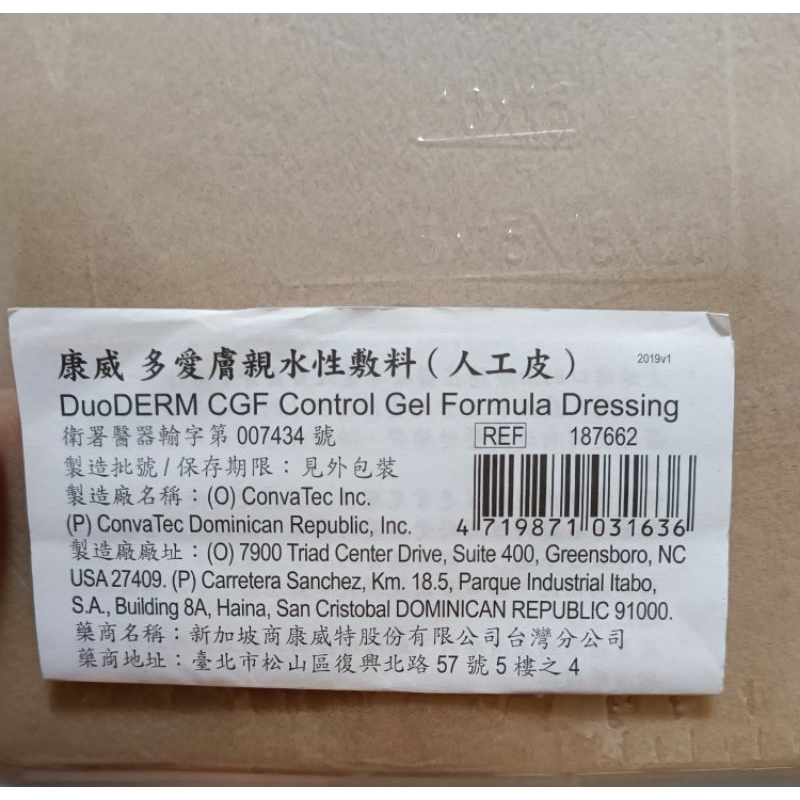 康威 多愛膚親水性敷料(人工皮)
2019v1
DuoDERM CGF Control Gel Formula Dressing
衛署醫器輸字第 007434 號
REF 187662
製造批號 / 保存期限：見外包裝
製造廠名稱：(O) ConvaTec Inc.
(P) ConvaTec Dominican Republic, Inc.
4 719871 031636
製造廠廠址：(O) 7900 Triad Center Drive, Suite 400, Greensboro, NC
USA 27409. (P) Carretera Sanchez, Km. 18.5, Parque Industrial Itabo,
S.A., Building 8A, Haina, San Cristobal DOMINICAN REPUBLIC 91000.
藥商名稱：新加坡商康威特股份有限公司台灣分公司
藥商地址：臺北市松山區復興北路 57 號 5 樓之 4